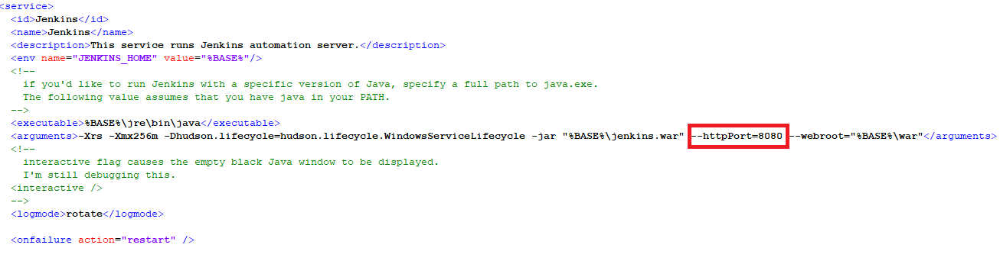 <service>
<id>Jenkins</id>
<name>Jenkins</name>
<description>This service runs Jenkins automation server.</description>
<env name="JENKINS_HOME" value="%BASE%"/>
<!--
if you'd like to run Jenkins with a specific version of Java, specify a full path to java.exe.
The following value assumes that you have java in your PATH.
-->
<executable>%BASE%\jre\bin\java</executable>
<arguments>-Xrs -Xmx256m -Dhudson.lifecycle=hudson.lifecycle.WindowsServiceLifecycle -jar "%BASE%\jenkins.war" --httpPort=8080 --webroot="%BASE%\war"</arguments>
<!--
interactive flag causes the empty black Java window to be displayed.
I'm still debugging this.
<interactive />
-->
<logmode>rotate</logmode>
<onfailure action="restart" />